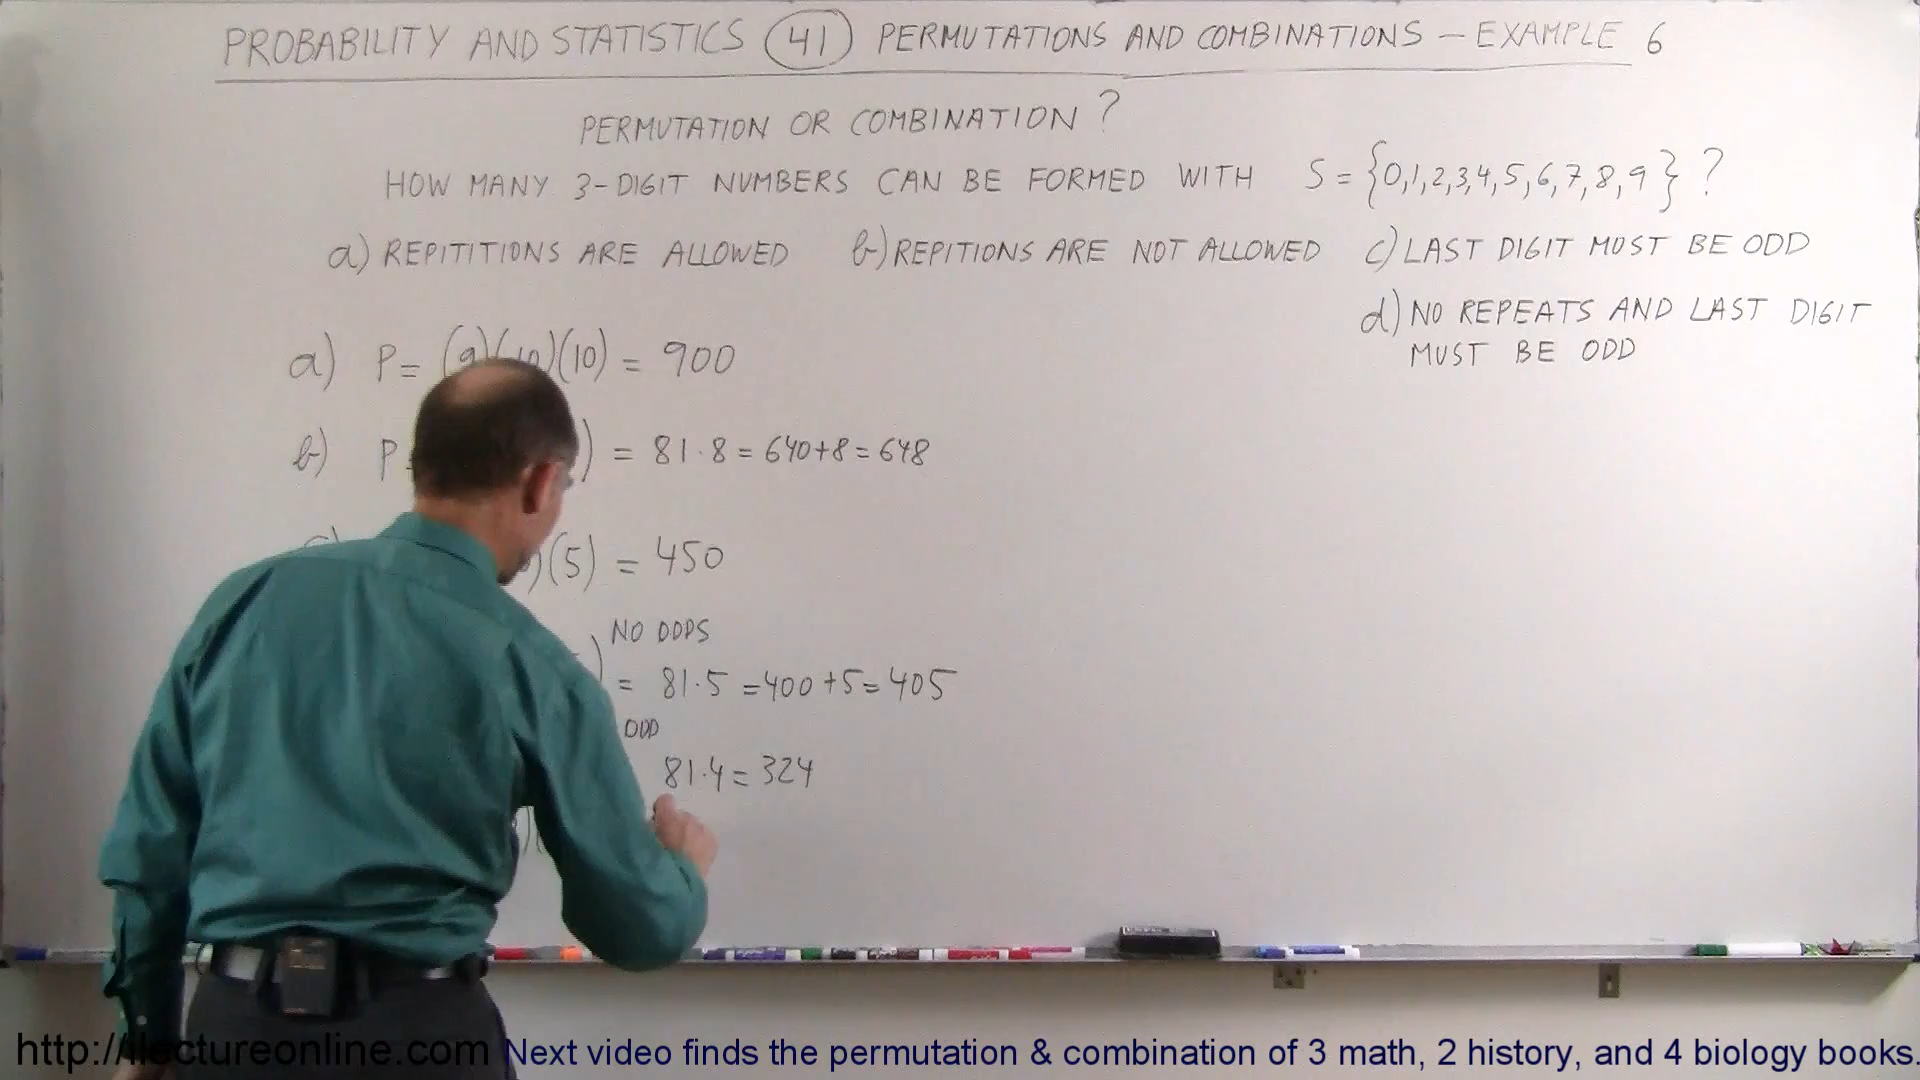 PROBABILITY AND STATISTICS 41 PERMUTATIONS AND COMBINATIONS – EXAMPLE 6
PERMUTATION OR COMBINATION ?
HOW MANY 3-DIGIT NUMBERS CAN BE FORMED WITH S = {0,1,2,3,4,5,6,7,8,9} ?
a) REPITITIONS ARE ALLOWED b) REPITIONS ARE NOT ALLOWED c) LAST DIGIT MUST BE ODD
d) NO REPEATS AND LAST DIGIT
MUST BE ODD
a) P = (9)(10)(10) = 900
b) P = ) = 81·8 = 640+8 = 648
)(5) = 450
NO ODDS
= 81·5 = 400+5 = 405
ODD
81·4 = 324
http://ilectureonline.com Next video finds the permutation & combination of 3 math, 2 history, and 4 biology books.